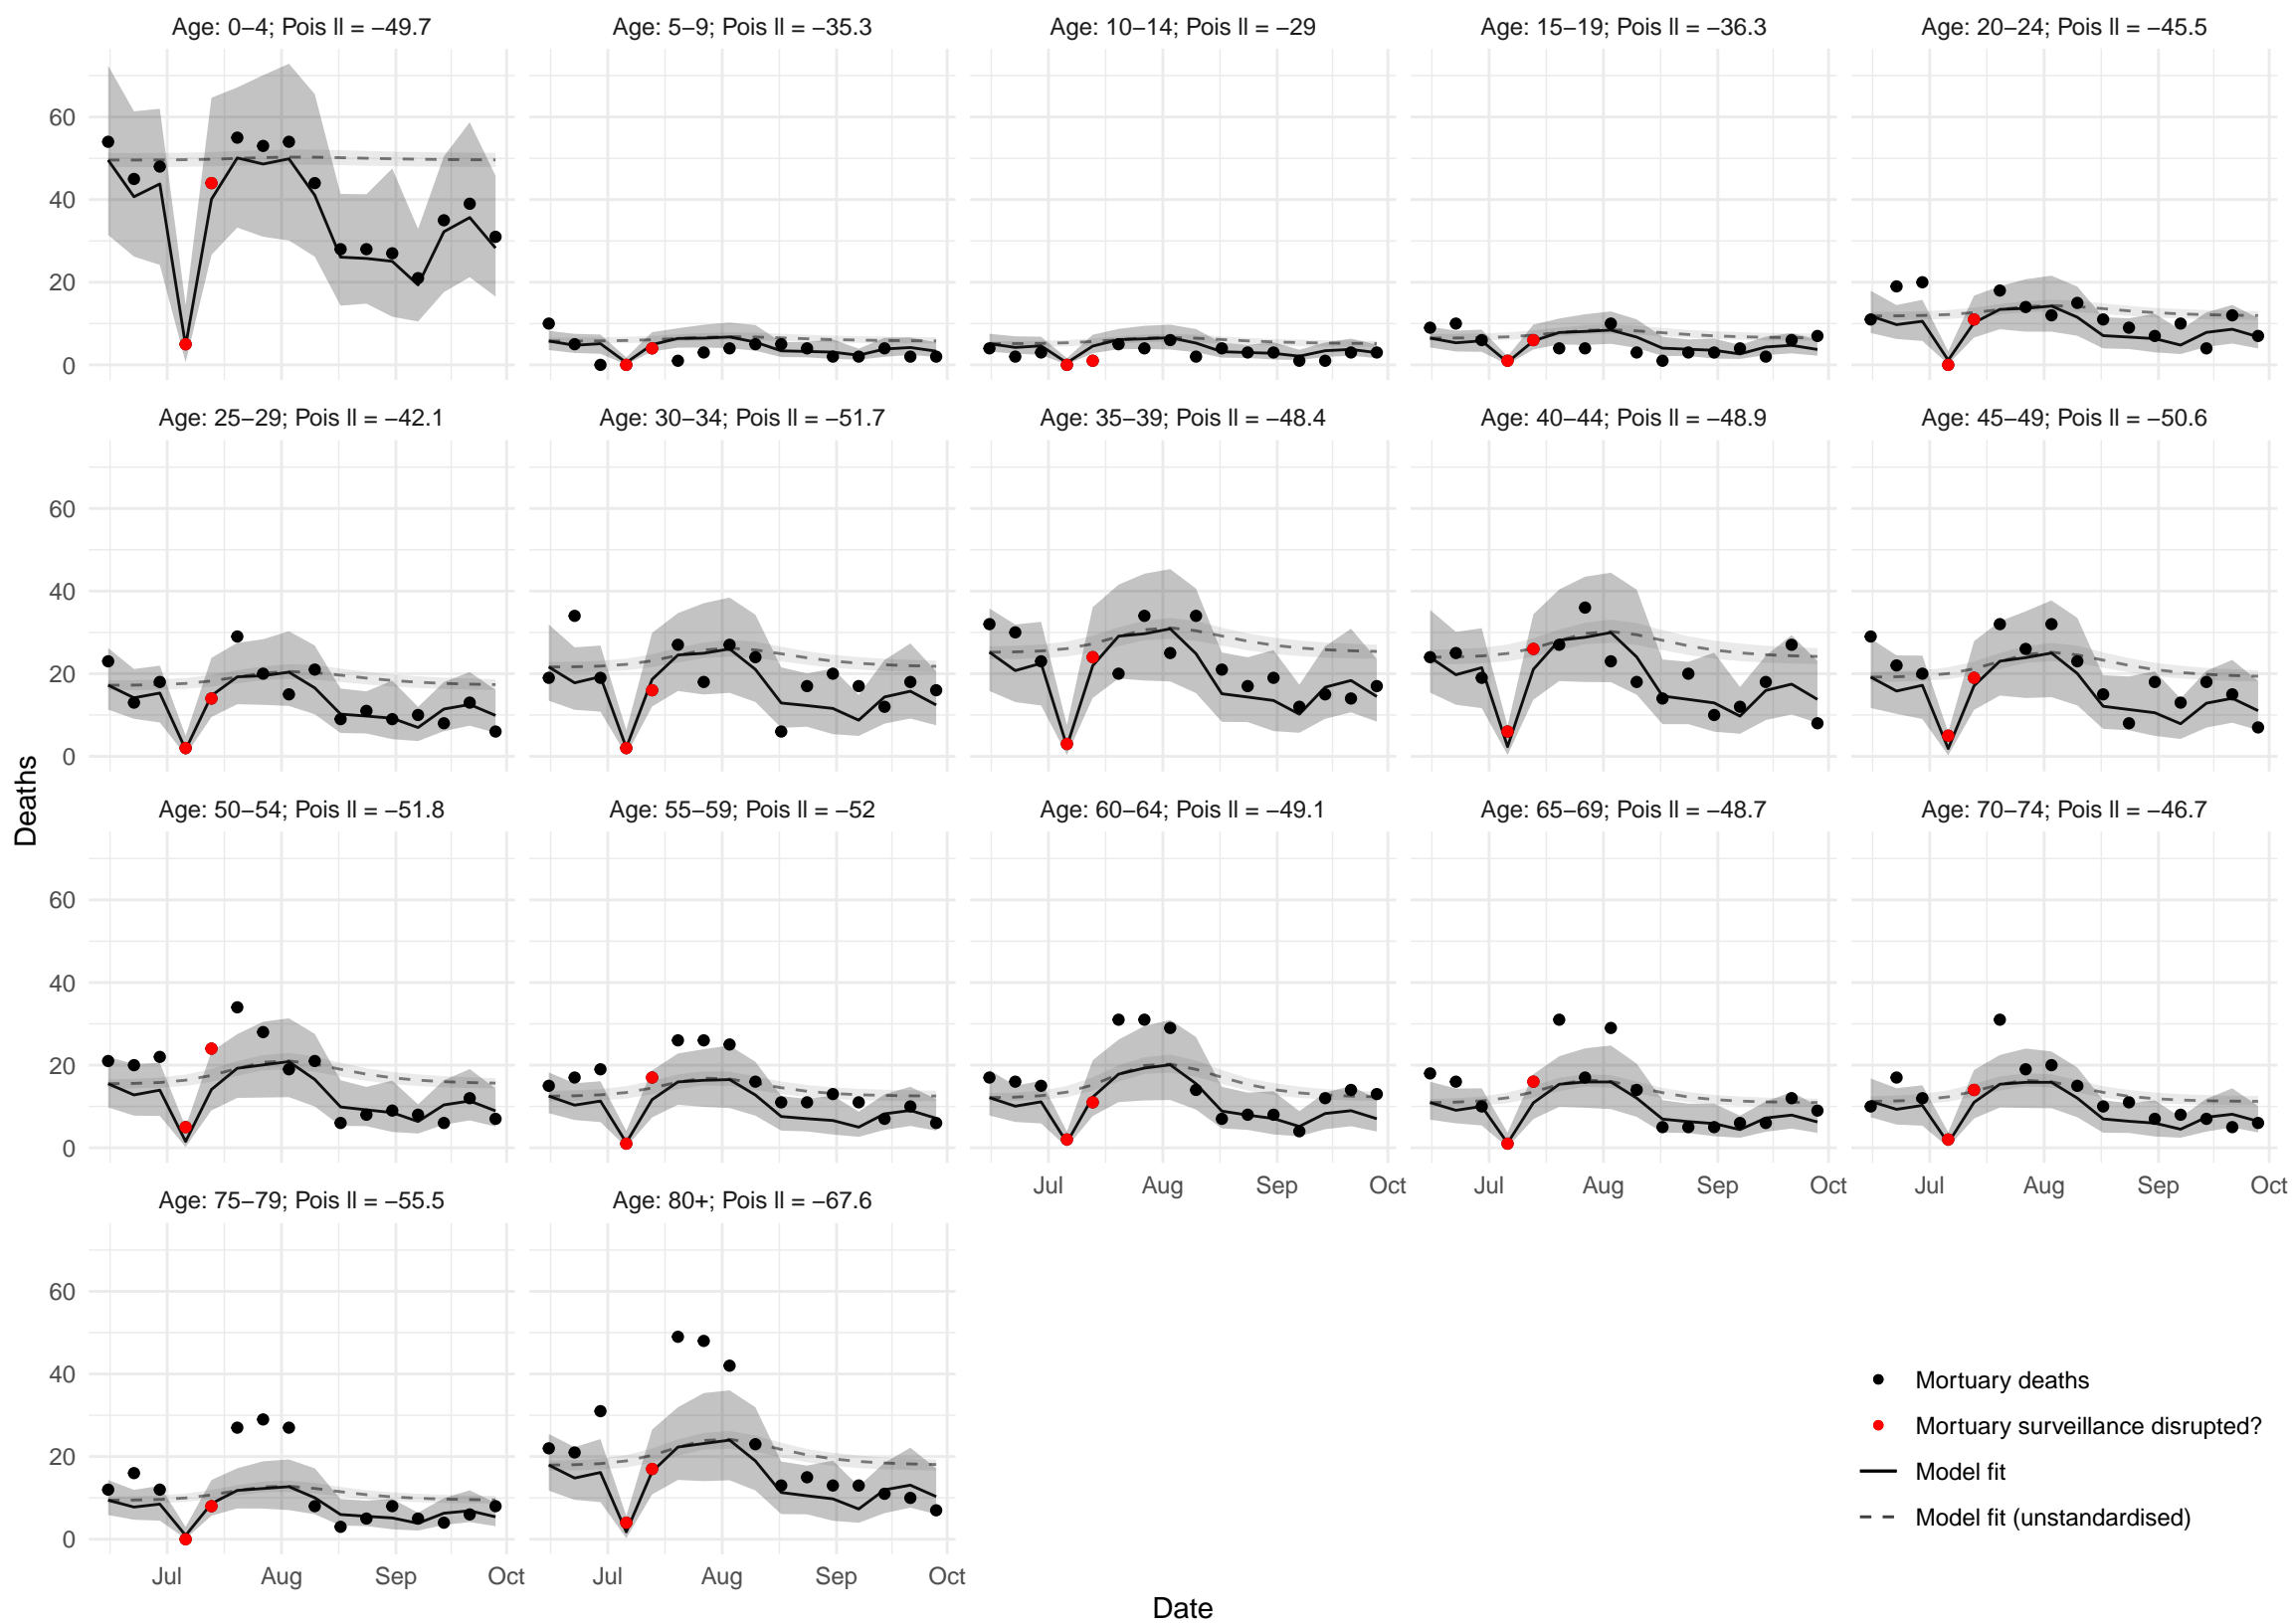 Age: 0−4; Pois ll = −49.7
Age: 5−9; Pois ll = −35.3
Age: 10−14; Pois ll = −29
Age: 15−19; Pois ll = −36.3
Age: 20−24; Pois ll = −45.5
60
40
20
0
Age: 25−29; Pois ll = −42.1
Age: 30−34; Pois ll = −51.7
Age: 35−39; Pois ll = −48.4
Age: 40−44; Pois ll = −48.9
Age: 45−49; Pois ll = −50.6
60
40
20
0
Deaths
Age: 50−54; Pois ll = −51.8
Age: 55−59; Pois ll = −52
Age: 60−64; Pois ll = −49.1
Age: 65−69; Pois ll = −48.7
Age: 70−74; Pois ll = −46.7
60
40
20
0
Jul Aug Sep Oct
Jul Aug Sep Oct
Jul Aug Sep Oct
Age: 75−79; Pois ll = −55.5
Age: 80+; Pois ll = −67.6
60
40
20
0
Jul Aug Sep Oct
Jul Aug Sep Oct
Mortuary deaths
Mortuary surveillance disrupted?
Model fit
Model fit (unstandardised)
Date